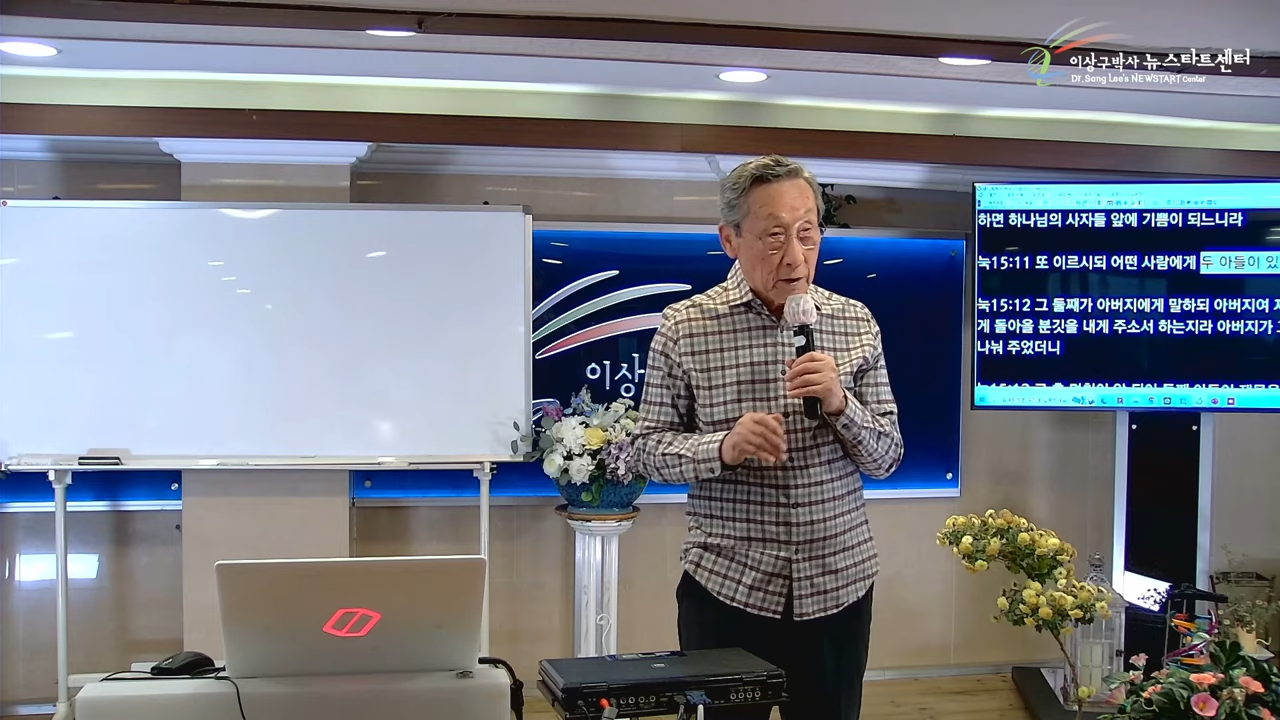 이상구박사 뉴스타트센터
Dr. Sang Lee's NEWSTART Center
하면 하나님의 사자들 앞에 기쁨이 되느니라
눅15:11 또 이르시되 어떤 사람에게 두 아들이 있
눅15:12 그 둘째가 아버지에게 말하되 아버지여
게 돌아올 분깃을 내게 주소서 하는지라 아버지가
나눠 주었더니
이상